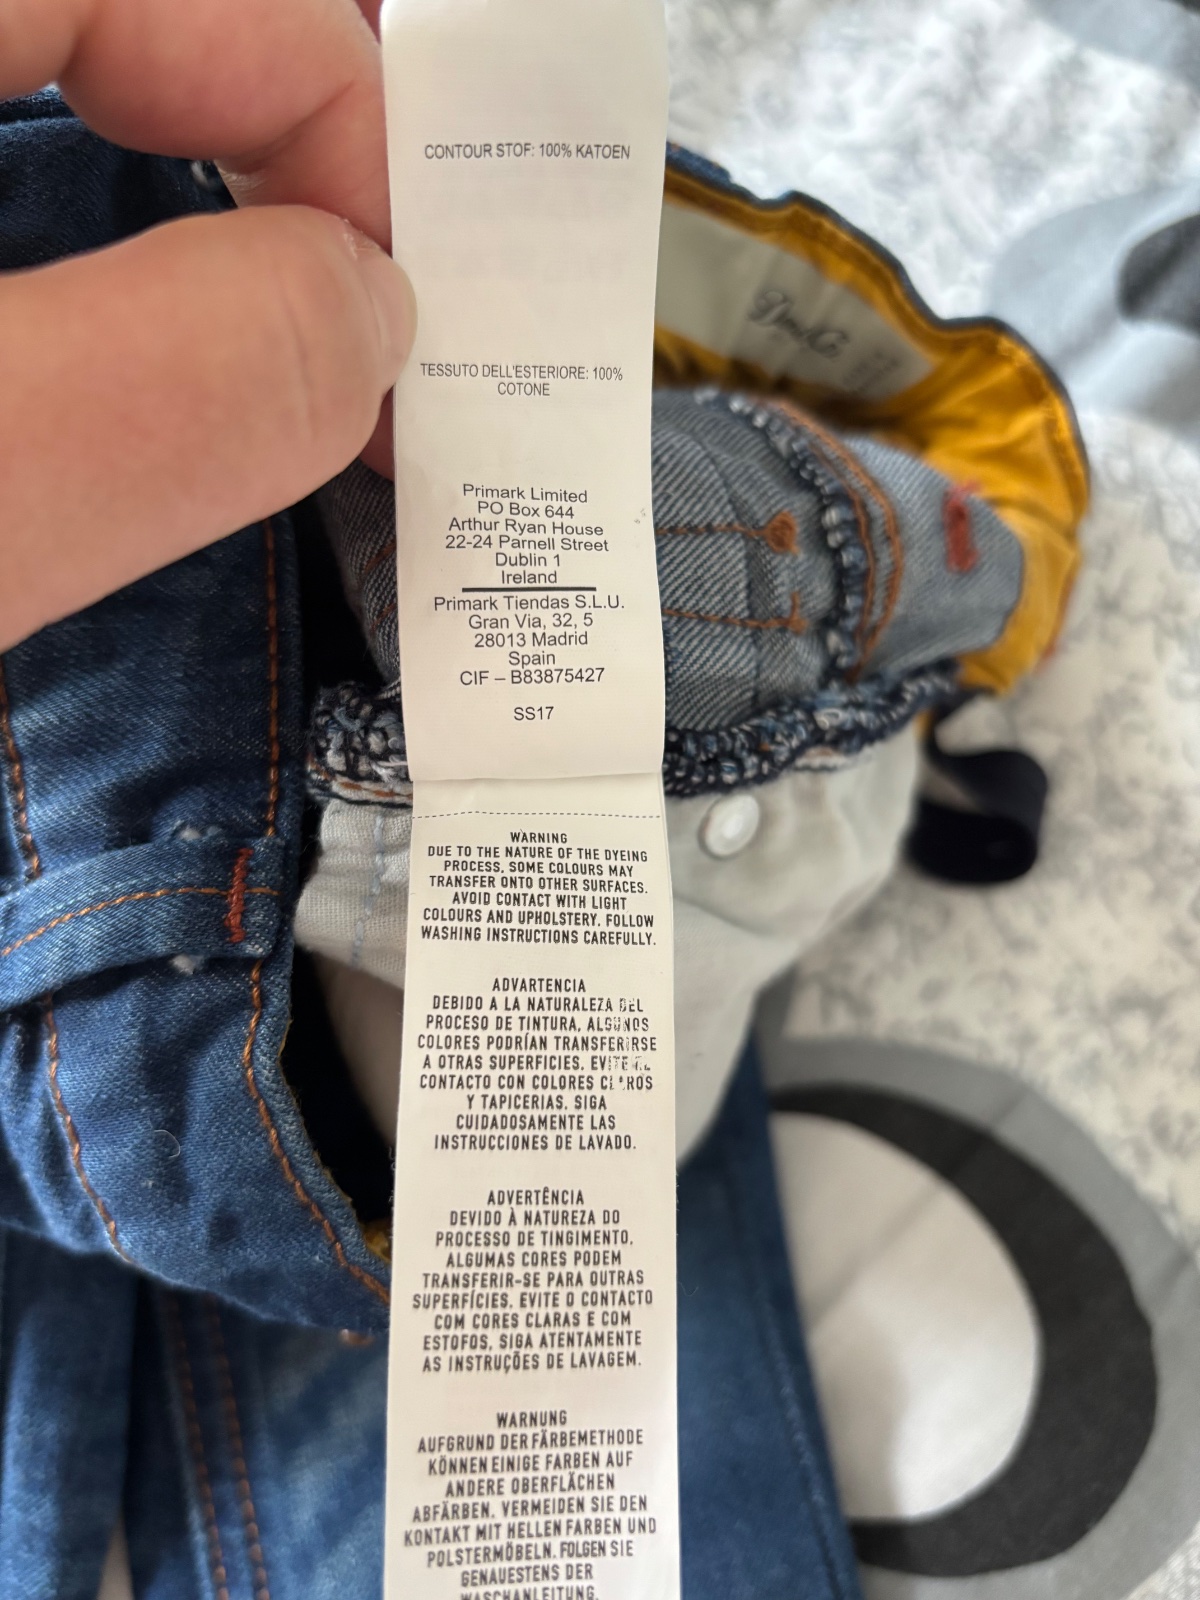 CONTOUR STOF: 100% KATOEN
TESSUTO DELL'ESTERIORE: 100%
COTONE
Primark Limited
PO Box 644
Arthur Ryan House
22-24 Parnell Street
Dublin 1
Ireland
Primark Tiendas S.L.U.
Gran Via, 32, 5
28013 Madrid
Spain
CIF – B83875427
SS17
WARNING
DUE TO THE NATURE OF THE DYEING
PROCESS, SOME COLOURS MAY
TRANSFER ONTO OTHER SURFACES.
AVOID CONTACT WITH LIGHT
COLOURS AND UPHOLSTERY. FOLLOW
WASHING INSTRUCTIONS CAREFULLY.
ADVARTENCIA
DEBIDO A LA NATURALEZA DEL
PROCESO DE TINTURA, ALGUNOS
COLORES PODRÍAN TRANSFERIRSE
A OTRAS SUPERFICIES. EVITE EL
CONTACTO CON COLORES CLAROS
Y TAPICERIAS. SIGA
CUIDADOSAMENTE LAS
INSTRUCCIONES DE LAVADO.
ADVERTÊNCIA
DEVIDO À NATUREZA DO
PROCESSO DE TINGIMENTO,
ALGUMAS CORES PODEM
TRANSFERIR-SE PARA OUTRAS
SUPERFÍCIES. EVITE O CONTACTO
COM CORES CLARAS E COM
ESTOFOS, SIGA ATENTAMENTE
AS INSTRUÇÕES DE LAVAGEM.
WARNUNG
AUFGRUND DER FÄRBEMETHODE
KÖNNEN EINIGE FARBEN AUF
ANDERE OBERFLÄCHEN
ABFÄRBEN. VERMEIDEN SIE DEN
KONTAKT MIT HELLEN FARBEN UND
POLSTERMÖBELN. FOLGEN SIE
GENAUESTENS DER
WASCHANLEITUNG.